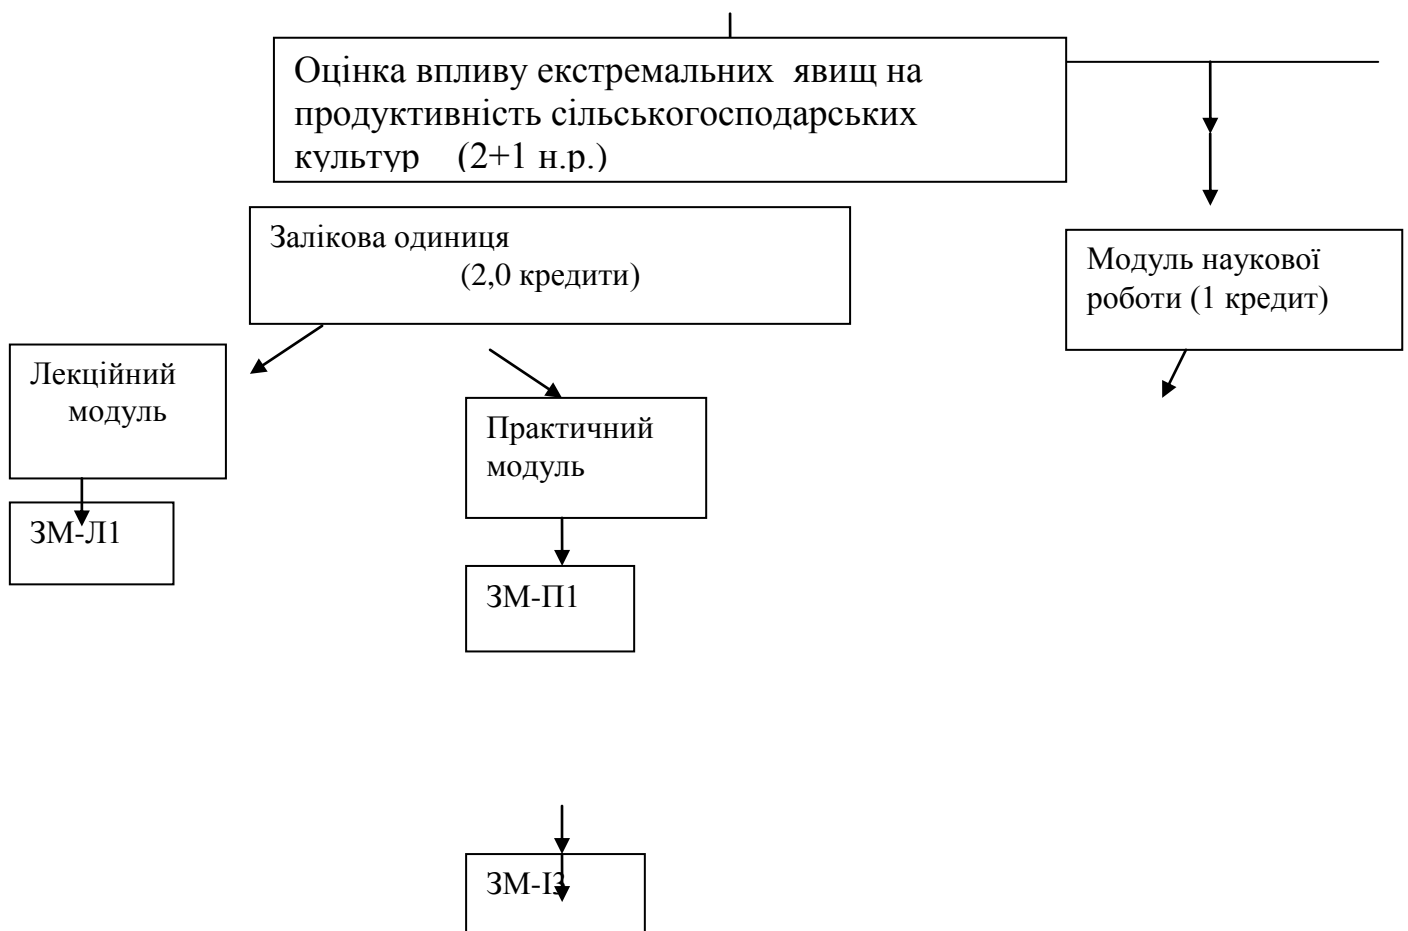 Оцінка впливу екстремальних явищ на
продуктивність сільськогосподарських
культур (2+1 н.р.)
Залікова одиниця
(2,0 кредити)
Модуль наукової
роботи (1 кредит)
Лекційний
модуль
Практичний
модуль
ЗМ-Л1
ЗМ-П1
ЗМ-ІЗ